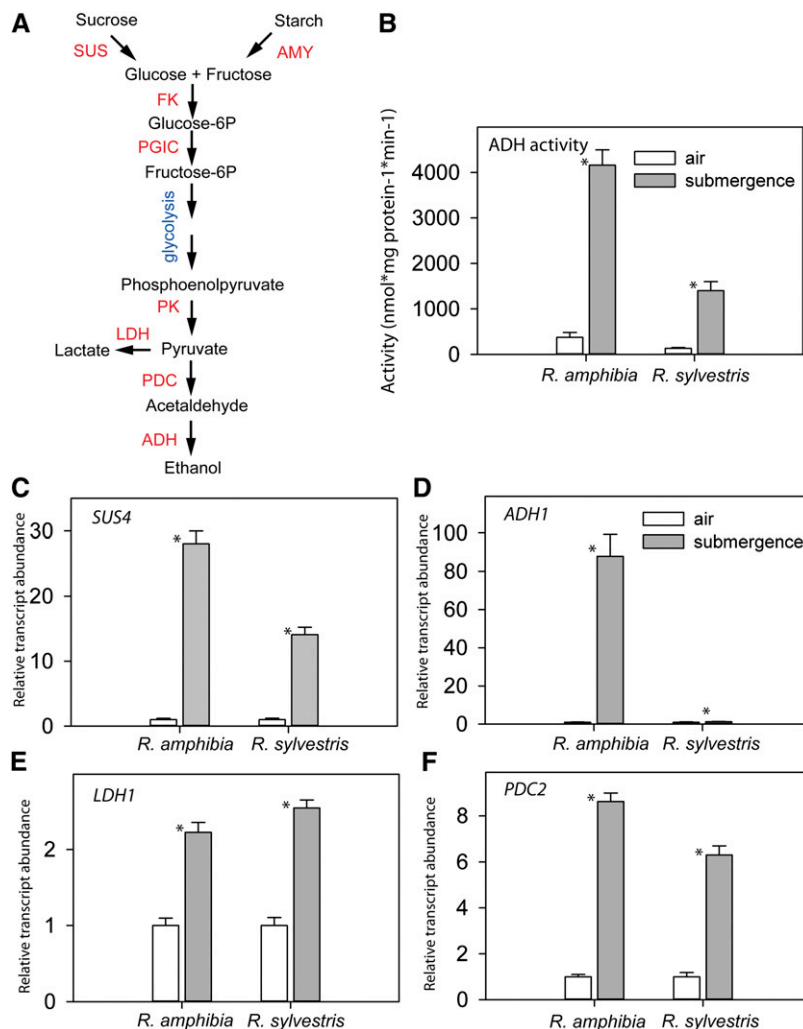 A
Sucrose Starch
SUS AMY
Glucose + Fructose
FK
Glucose-6P
PGIC
Fructose-6P
glycolysis
Phosphoenolpyruvate
PK
LDH
Lactate Pyruvate
PDC
Acetaldehyde
ADH
Ethanol
B
Activity (nmol*mg protein-1*min-1)
ADH activity
air
submergence
*
*
4000
3000
2000
1000
0
R. amphibia R. sylvestris
C
Relative transcript abundance
SUS4
*
*
30
20
10
0
R. amphibia R. sylvestris
D
Relative transcript abundance
ADH1
air
submergence
*
*
100
80
60
40
20
0
R. amphibia R. sylvestris
E
Relative transcript abundance
LDH1
*
*
2
1
0
R. amphibia R. sylvestris
F
Relative transcript abundance
PDC2
*
*
8
6
4
2
0
R. amphibia R. sylvestris